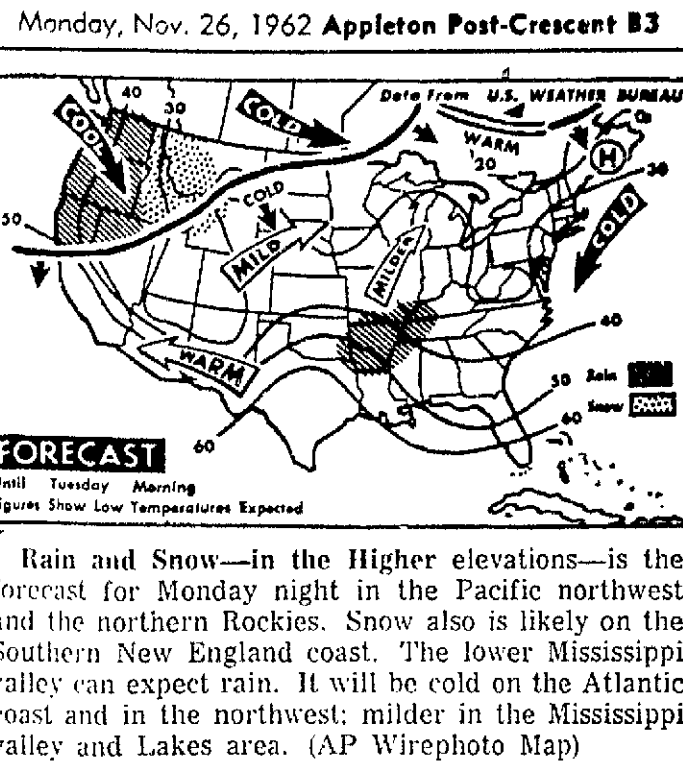 Monday, Nov. 26, 1962 Appleton Post-Crescent B3
40
30
COOL
COLD
Data From U.S. WEATHER BUREAU
WARM
20
H
30
COLD
50
COLD
MILD
MILDER
WARM
40
50
60
60
Rain
Snow
FORECAST
Until Tuesday Morning
Figures Show Low Temperatures Expected
Rain and Snow—in the Higher elevations—is the
forecast for Monday night in the Pacific northwest
and the northern Rockies. Snow also is likely on the
Southern New England coast. The lower Mississippi
valley can expect rain. It will be cold on the Atlantic
coast and in the northwest; milder in the Mississippi
valley and Lakes area. (AP Wirephoto Map)